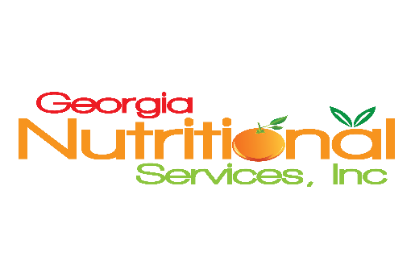 Georgia
Nutritional
Services, Inc